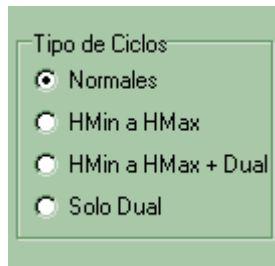 Tipo de Ciclos
Normales
HMin a HMax
HMin a HMax + Dual
Solo Dual